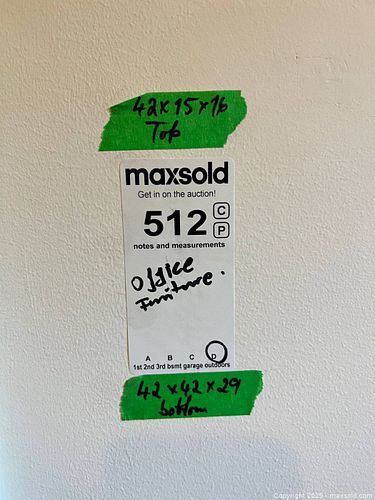 42x15x16
Top
maxsold
Get in on the auction!
512 C
P
notes and measurements
Office
Furniture.
A B C D
1st 2nd 3rd bsmt garage outdoors
42x42x29
bottom
Copyright 2025 - maxsold.com